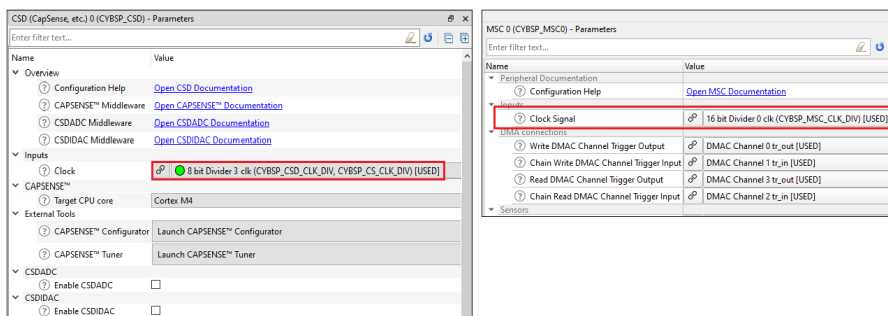 CSD (CapSense, etc.) 0 (CYBSP_CSD) - Parameters
Enter filter text...
Name Value
Overview
Configuration Help Open CSD Documentation
CAPSENSE™ Middleware Open CAPSENSE™ Documentation
CSDADC Middleware Open CSDADC Documentation
CSDIDAC Middleware Open CSDIDAC Documentation
Inputs
Clock 8 bit Divider 3 clk (CYBSP_CSD_CLK_DIV, CYBSP_CS_CLK_DIV) [USED]
CAPSENSE™
Target CPU core Cortex M4
External Tools
CAPSENSE™ Configurator Launch CAPSENSE™ Configurator
CAPSENSE™ Tuner Launch CAPSENSE™ Tuner
CSDADC
Enable CSDADC
CSDIDAC
Enable CSDIDAC
MSC 0 (CYBSP_MSC0) - Parameters
Enter filter text...
Name Value
Peripheral Documentation
Configuration Help Open MSC Documentation
Inputs
Clock Signal 16 bit Divider 0 clk (CYBSP_MSC_CLK_DIV) [USED]
DMA connections
Write DMAC Channel Trigger Output DMAC Channel 0 tr_out [USED]
Chain Write DMAC Channel Trigger Input DMAC Channel 1 tr_in [USED]
Read DMAC Channel Trigger Output DMAC Channel 3 tr_out [USED]
Chain Read DMAC Channel Trigger Input DMAC Channel 2 tr_in [USED]
Sensors